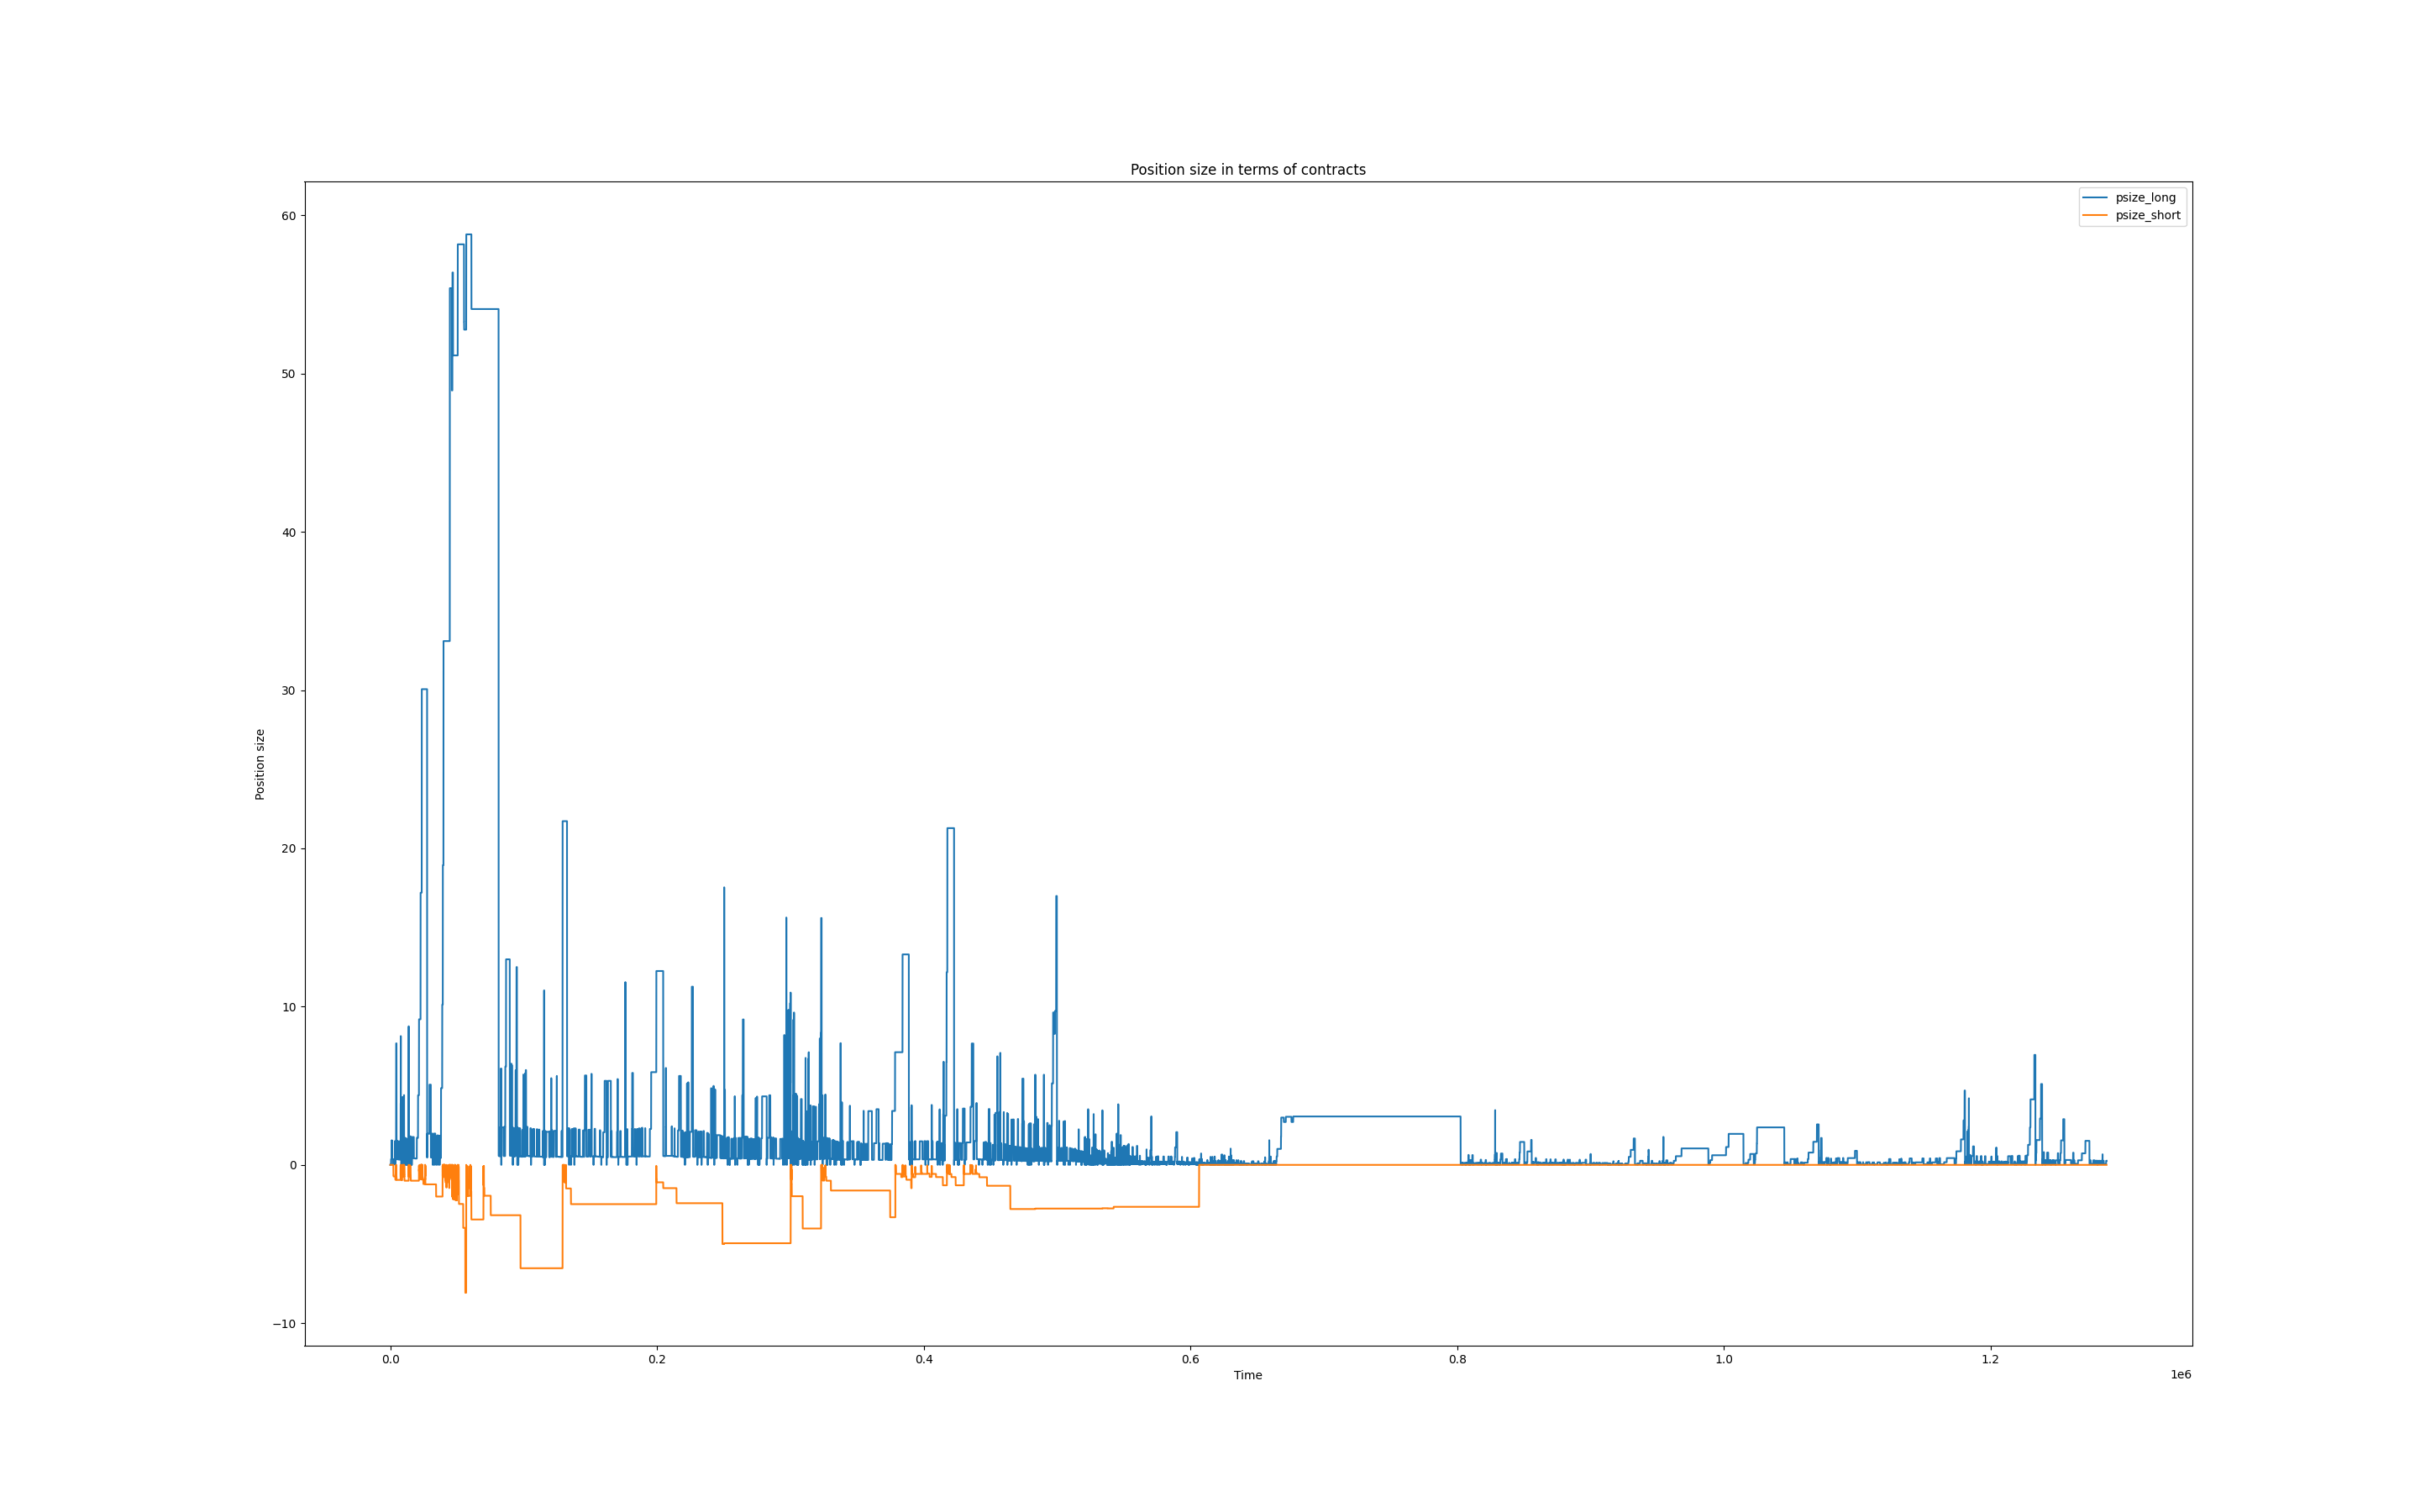 Position size in terms of contracts
psize_long
psize_short
60
50
40
30
20
10
0
−10
Position size
0.0 0.2 0.4 0.6 0.8 1.0 1.2
1e6
Time